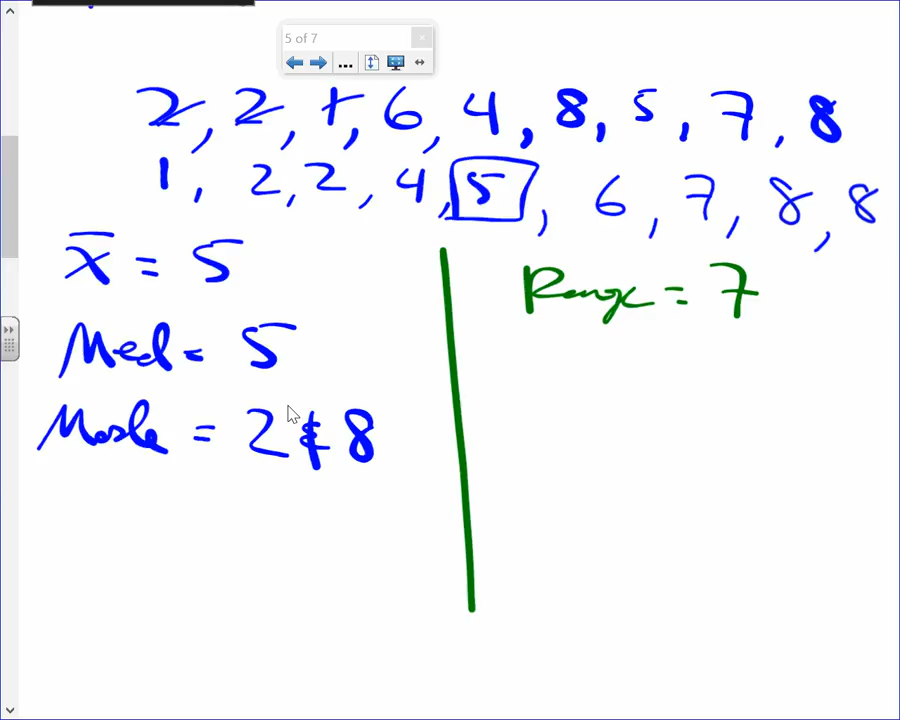 5 of 7
2, 2, 1, 6, 4, 8, 5, 7, 8
1, 2, 2, 4, 5, 6, 7, 8, 8
x̄ = 5
Range = 7
Med = 5
Mode = 2 & 8